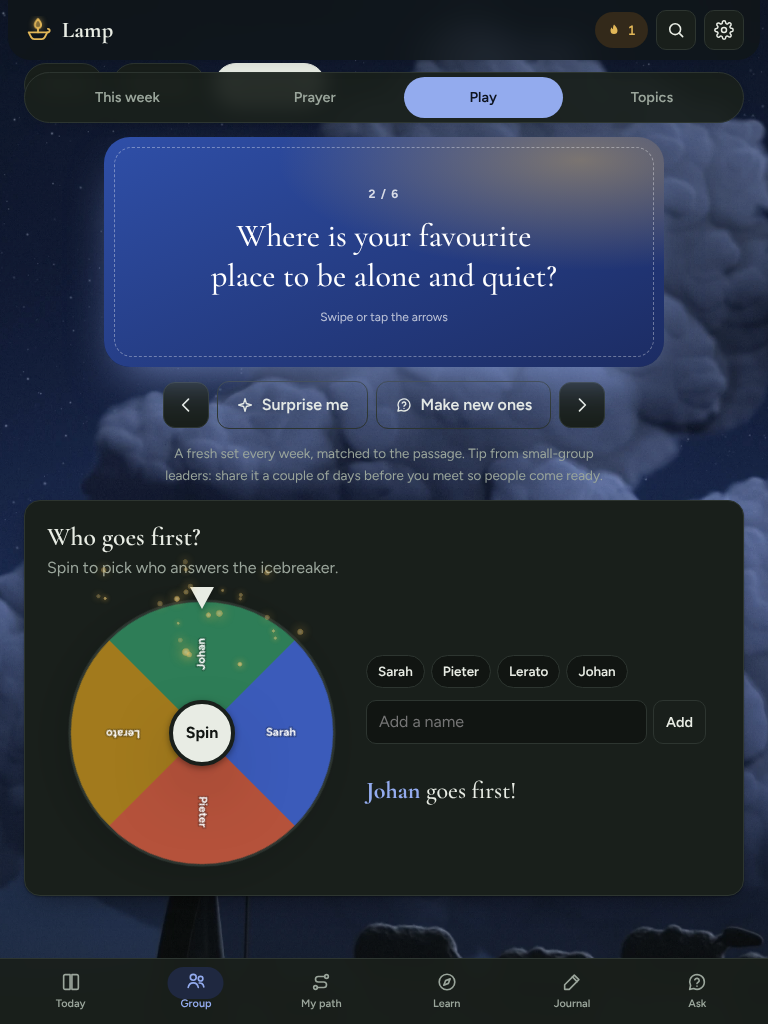 Lamp
1
This week
Prayer
Play
Topics
2 / 6
Where is your favourite
place to be alone and quiet?
Swipe or tap the arrows
Surprise me
Make new ones
A fresh set every week, matched to the passage. Tip from small-group
leaders: share it a couple of days before you meet so people come ready.
Who goes first?
Spin to pick who answers the icebreaker.
Johan
Sarah
Pieter
Lerato
Spin
Sarah
Pieter
Lerato
Johan
Add a name
Add
Johan goes first!
Today
Group
My path
Learn
Journal
Ask